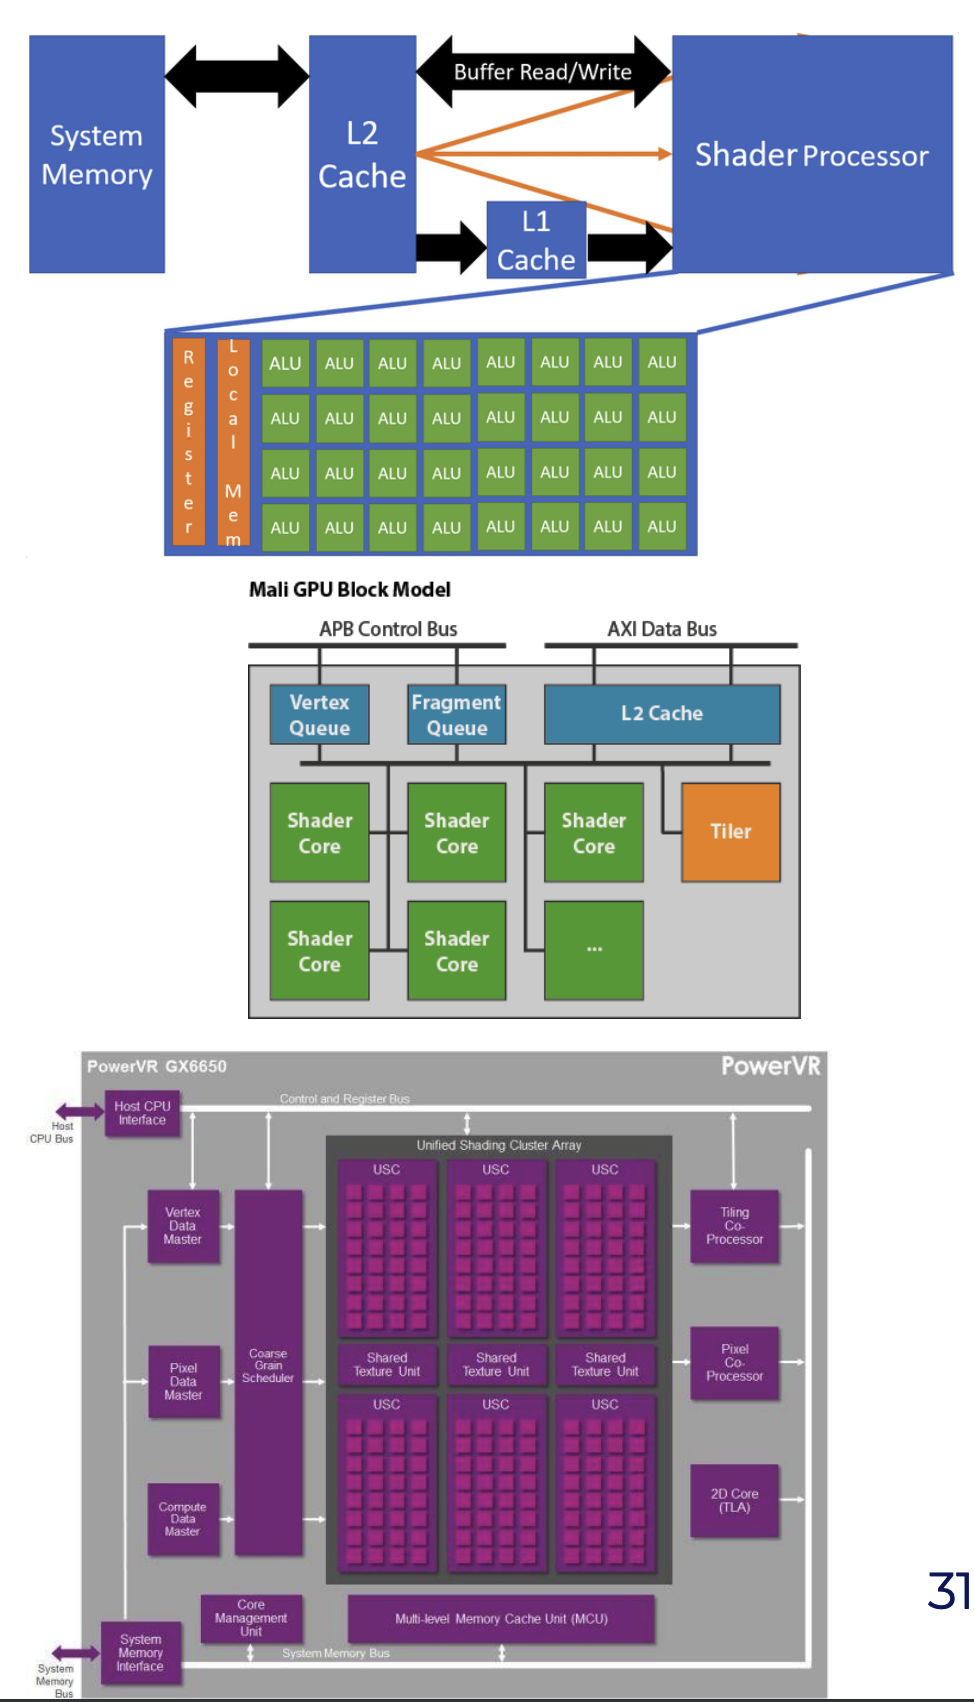 System
Memory
L2
Cache
Buffer Read/Write
Shader Processor
L1
Cache
Register
Local Mem
ALU ALU ALU ALU ALU ALU ALU ALU
ALU ALU ALU ALU ALU ALU ALU ALU
ALU ALU ALU ALU ALU ALU ALU ALU
ALU ALU ALU ALU ALU ALU ALU ALU
Mali GPU Block Model
APB Control Bus
AXI Data Bus
Vertex
Queue
Fragment
Queue
L2 Cache
Shader
Core
Shader
Core
Shader
Core
Tiler
Shader
Core
Shader
Core
...
PowerVR GX6650
PowerVR
Host CPU
Interface
Host
CPU Bus
Control and Register Bus
Unified Shading Cluster Array
USC
USC
USC
Vertex
Data
Master
Tiling
Co-
Processor
Coarse
Grain
Scheduler
Shared
Texture Unit
Shared
Texture Unit
Shared
Texture Unit
Pixel
Data
Master
Pixel
Co-
Processor
USC
USC
USC
Compute
Data
Master
2D Core
(TLA)
Core
Management
Unit
Multi-level Memory Cache Unit (MCU)
System
Memory
Interface
System Memory Bus
System
Memory
Bus
31